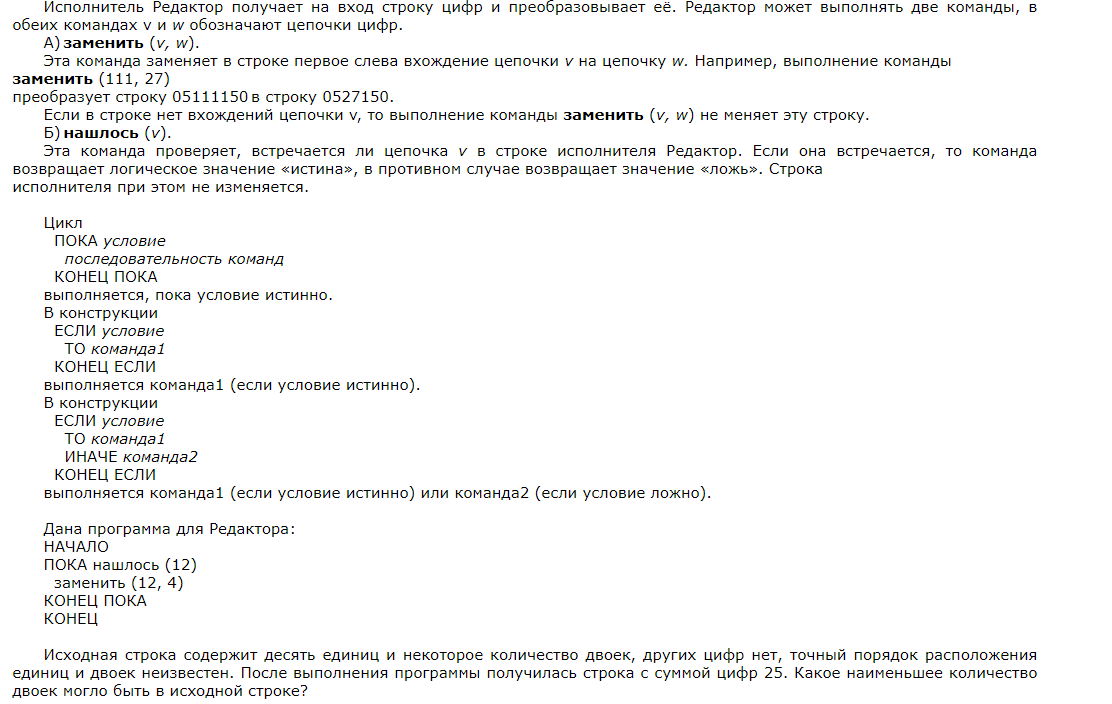 Исполнитель Редактор получает на вход строку цифр и преобразовывает её. Редактор может выполнять две команды, в
обеих командах v и w обозначают цепочки цифр.
А) заменить (v, w).
Эта команда заменяет в строке первое слева вхождение цепочки v на цепочку w. Например, выполнение команды
заменить (111, 27)
преобразует строку 05111150 в строку 0527150.
Если в строке нет вхождений цепочки v, то выполнение команды заменить (v, w) не меняет эту строку.
Б) нашлось (v).
Эта команда проверяет, встречается ли цепочка v в строке исполнителя Редактор. Если она встречается, то команда
возвращает логическое значение «истина», в противном случае возвращает значение «ложь». Строка
исполнителя при этом не изменяется.
Цикл
ПОКА условие
последовательность команд
КОНЕЦ ПОКА
выполняется, пока условие истинно.
В конструкции
ЕСЛИ условие
ТО команда1
КОНЕЦ ЕСЛИ
выполняется команда1 (если условие истинно).
В конструкции
ЕСЛИ условие
ТО команда1
ИНАЧЕ команда2
КОНЕЦ ЕСЛИ
выполняется команда1 (если условие истинно) или команда2 (если условие ложно).
Дана программа для Редактора:
НАЧАЛО
ПОКА нашлось (12)
заменить (12, 4)
КОНЕЦ ПОКА
КОНЕЦ
Исходная строка содержит десять единиц и некоторое количество двоек, других цифр нет, точный порядок расположения
единиц и двоек неизвестен. После выполнения программы получилась строка с суммой цифр 25. Какое наименьшее количество
двоек могло быть в исходной строке?